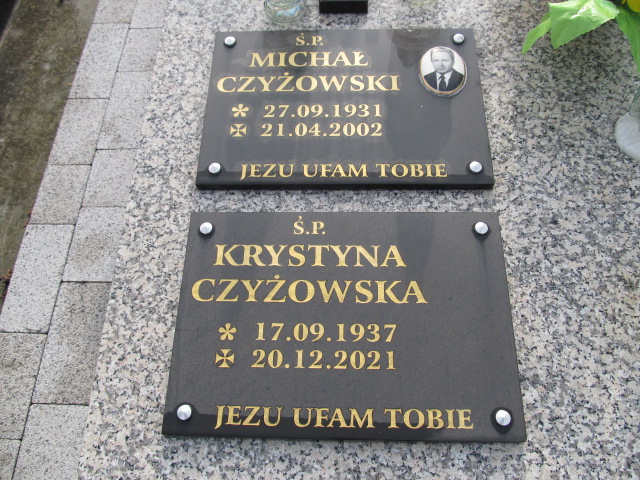 Ś.P.
MICHAŁ
CZYŻOWSKI
* 27.09.1931
✠ 21.04.2002
JEZU UFAM TOBIE
Ś.P.
KRYSTYNA
CZYŻOWSKA
* 17.09.1937
✠ 20.12.2021
JEZU UFAM TOBIE